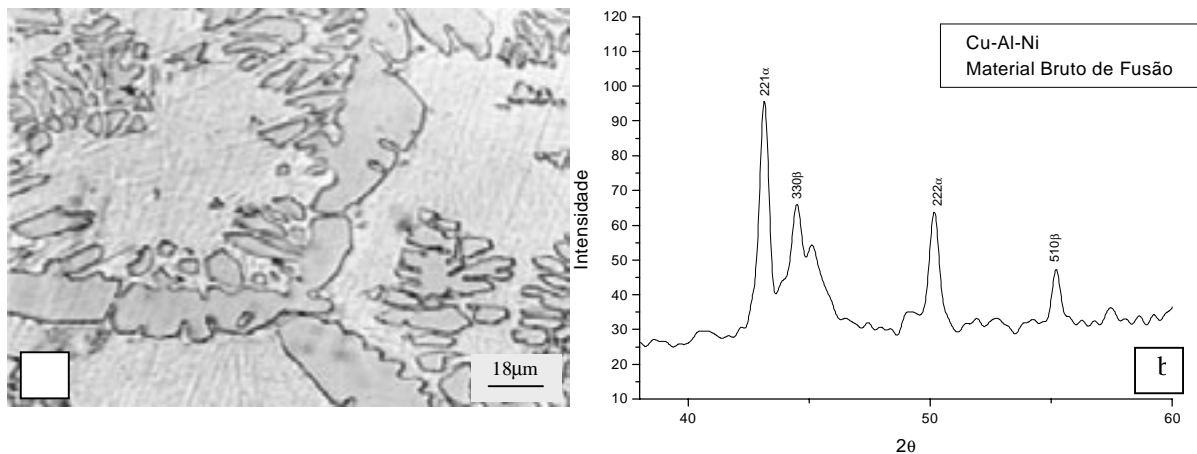 18μm
Intensidade
120
110
100
90
80
70
60
50
40
30
20
10
Cu-Al-Ni
Material Bruto de Fusão
221α
330β
222α
510β
40
50
60
2θ